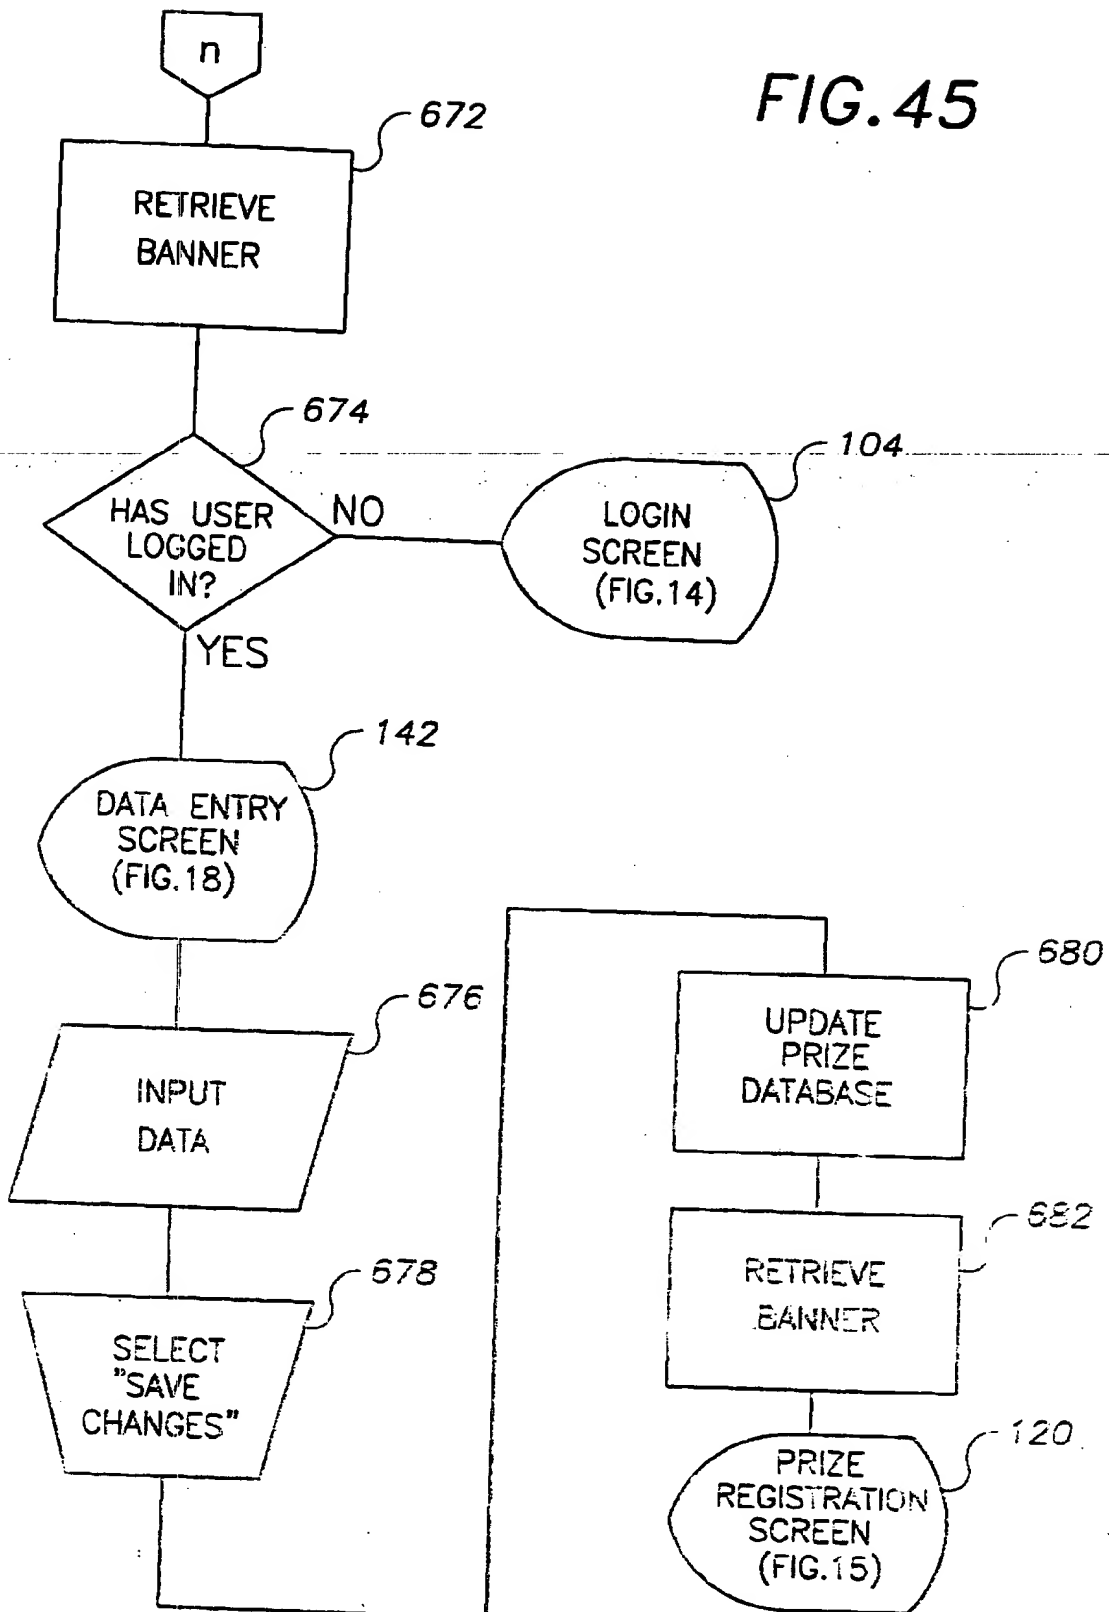 n
FIG. 45
672
RETRIEVE
BANNER
674
HAS USER
LOGGED
IN?
NO
104
LOGIN
SCREEN
(FIG.14)
YES
142
DATA ENTRY
SCREEN
(FIG.18)
676
INPUT
DATA
678
SELECT
"SAVE
CHANGES"
680
UPDATE
PRIZE
DATABASE
682
RETRIEVE
BANNER
120
PRIZE
REGISTRATION
SCREEN
(FIG.15)